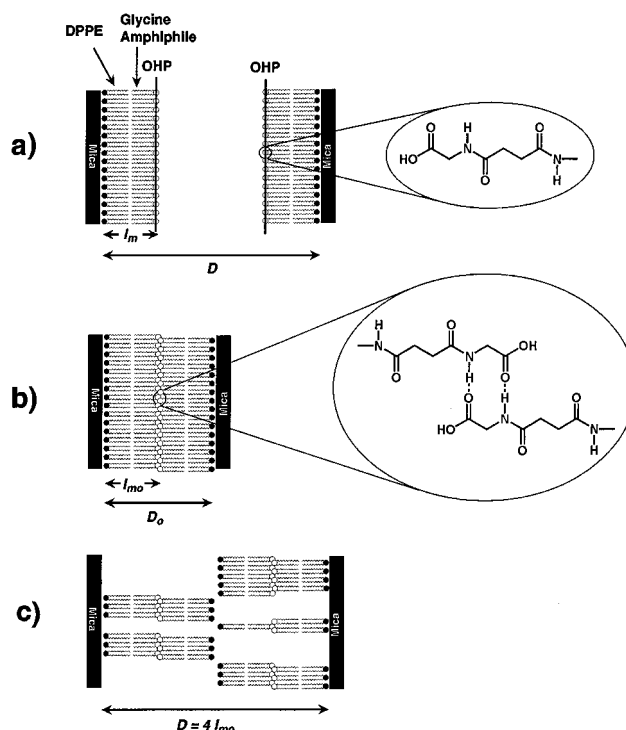 DPPE
Glycine
Amphiphile
OHP
OHP
a)
Mica
Mica
l_m
D
O
HO
H
N
O
O
N
H
b)
Mica
Mica
l_mo
D_o
H
N
O
O
N
H
O
OH
O
HO
H
N
O
O
N
H
c)
Mica
Mica
D = 4 l_mo